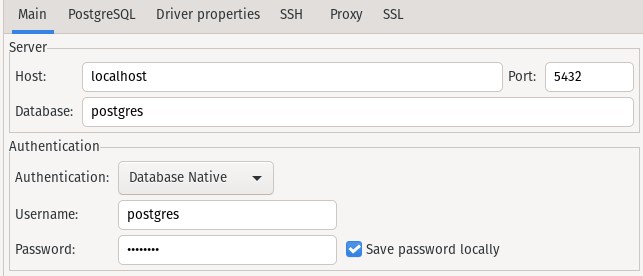 Main PostgreSQL Driver properties SSH Proxy SSL
Server
Host: localhost Port: 5432
Database: postgres
Authentication
Authentication: Database Native
Username: postgres
Password: •••••••• Save password locally